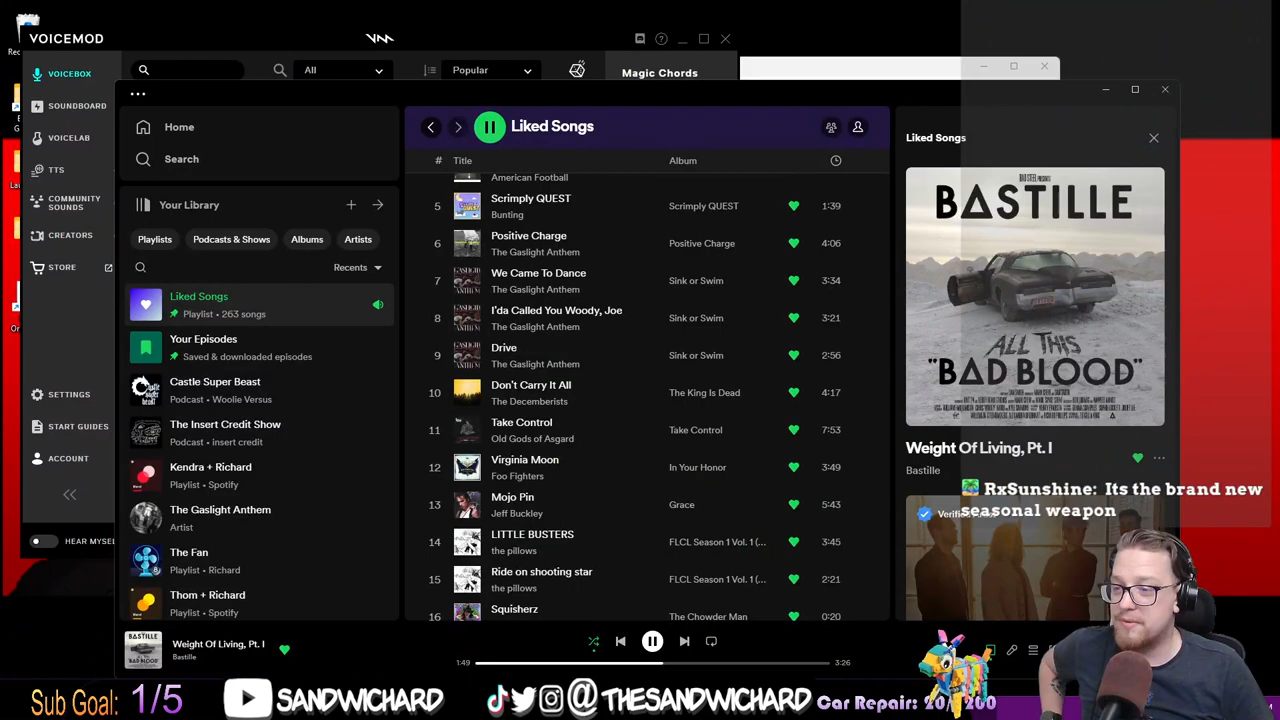 VOICEMOD
VOICEBOX
SOUNDBOARD
VOICELAB
TTS
COMMUNITY
SOUNDS
CREATORS
STORE
SETTINGS
START GUIDES
ACCOUNT
HEAR MYSEL
All
Popular
Magic Chords
Home
Search
Your Library
Playlists
Podcasts & Shows
Albums
Artists
Recents
Liked Songs
Playlist • 263 songs
Your Episodes
Saved & downloaded episodes
Castle Super Beast
Podcast • Woolie Versus
The Insert Credit Show
Podcast • insert credit
Kendra + Richard
Playlist • Spotify
The Gaslight Anthem
Artist
The Fan
Playlist • Richard
Thom + Richard
Playlist • Spotify
Liked Songs
# Title Album
American Football
5 Scrimply QUEST Scrimply QUEST 1:39
Bunting
6 Positive Charge Positive Charge 4:06
The Gaslight Anthem
7 We Came To Dance Sink or Swim 3:34
The Gaslight Anthem
8 I'da Called You Woody, Joe Sink or Swim 3:21
The Gaslight Anthem
9 Drive Sink or Swim 2:56
The Gaslight Anthem
10 Don't Carry It All The King Is Dead 4:17
The Decemberists
11 Take Control Take Control 7:53
Old Gods of Asgard
12 Virginia Moon In Your Honor 3:49
Foo Fighters
13 Mojo Pin Grace 5:43
Jeff Buckley
14 LITTLE BUSTERS FLCL Season 1 Vol. 1 (... 3:45
the pillows
15 Ride on shooting star FLCL Season 1 Vol. 1 (... 2:21
the pillows
16 Squisherz The Chowder Man 0:20
Liked Songs
BASTILLE
ALL THIS
"BAD BLOOD"
Weight Of Living, Pt. I
Bastille
RxSunshine: Its the brand new
seasonal weapon
Weight Of Living, Pt. I
Bastille
1:49
3:26
Sub Goal: 1/5
SANDWICHARD
@THESANDWICHARD
Car Repair: 20/1200